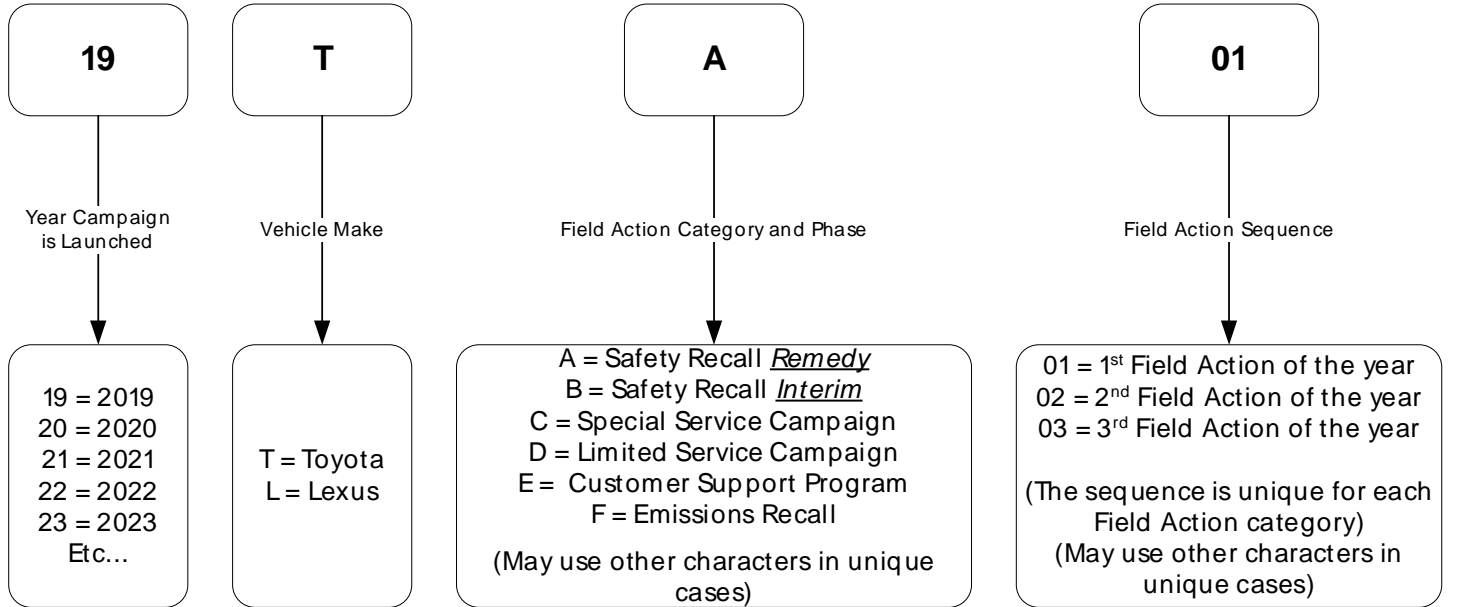 19
T
A
01
Year Campaign
is Launched
Vehicle Make
Field Action Category and Phase
Field Action Sequence
19 = 2019
20 = 2020
21 = 2021
22 = 2022
23 = 2023
Etc...
T = Toyota
L = Lexus
A = Safety Recall Remedy
B = Safety Recall Interim
C = Special Service Campaign
D = Limited Service Campaign
E = Customer Support Program
F = Emissions Recall
(May use other characters in unique
cases)
01 = 1st Field Action of the year
02 = 2nd Field Action of the year
03 = 3rd Field Action of the year
(The sequence is unique for each
Field Action category)
(May use other characters in
unique cases)